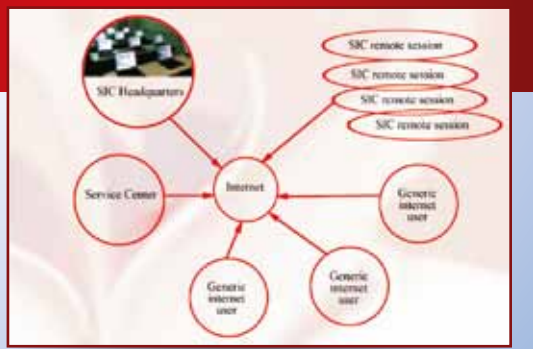 SIC remote session
SIC remote session
SIC remote session
SIC remote session
SIC Headquarters
Service Center
Internet
Generic
internet
user
Generic
internet
user
Generic
internet
user